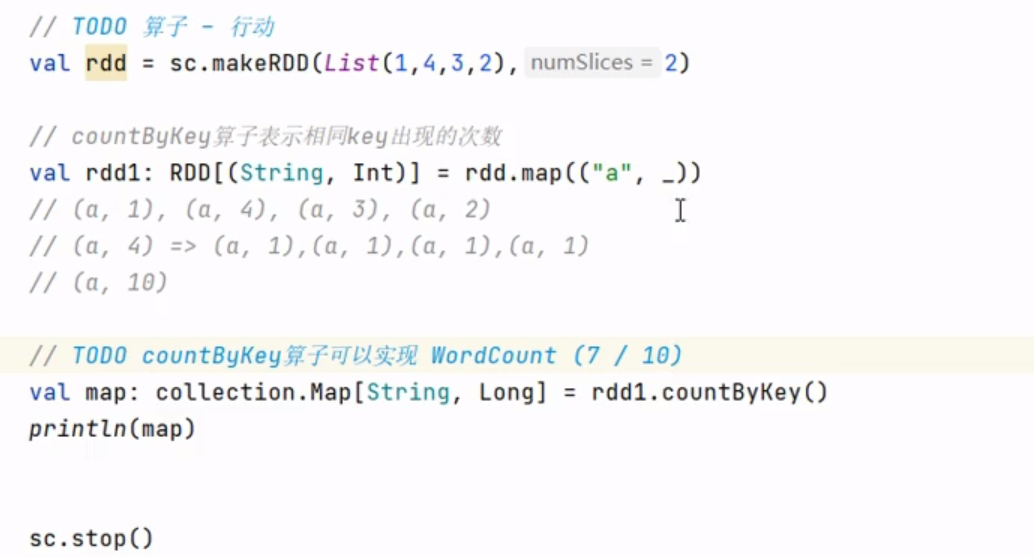 // TODO 算子 - 行动
val rdd = sc.makeRDD(List(1,4,3,2), numSlices = 2)
// countByKey算子表示相同key出现的次数
val rdd1: RDD[(String, Int)] = rdd.map(("a", _))
// (a, 1), (a, 4), (a, 3), (a, 2)
// (a, 4) => (a, 1),(a, 1),(a, 1),(a, 1)
// (a, 10)
// TODO countByKey算子可以实现 WordCount (7 / 10)
val map: collection.Map[String, Long] = rdd1.countByKey()
println(map)
sc.stop()